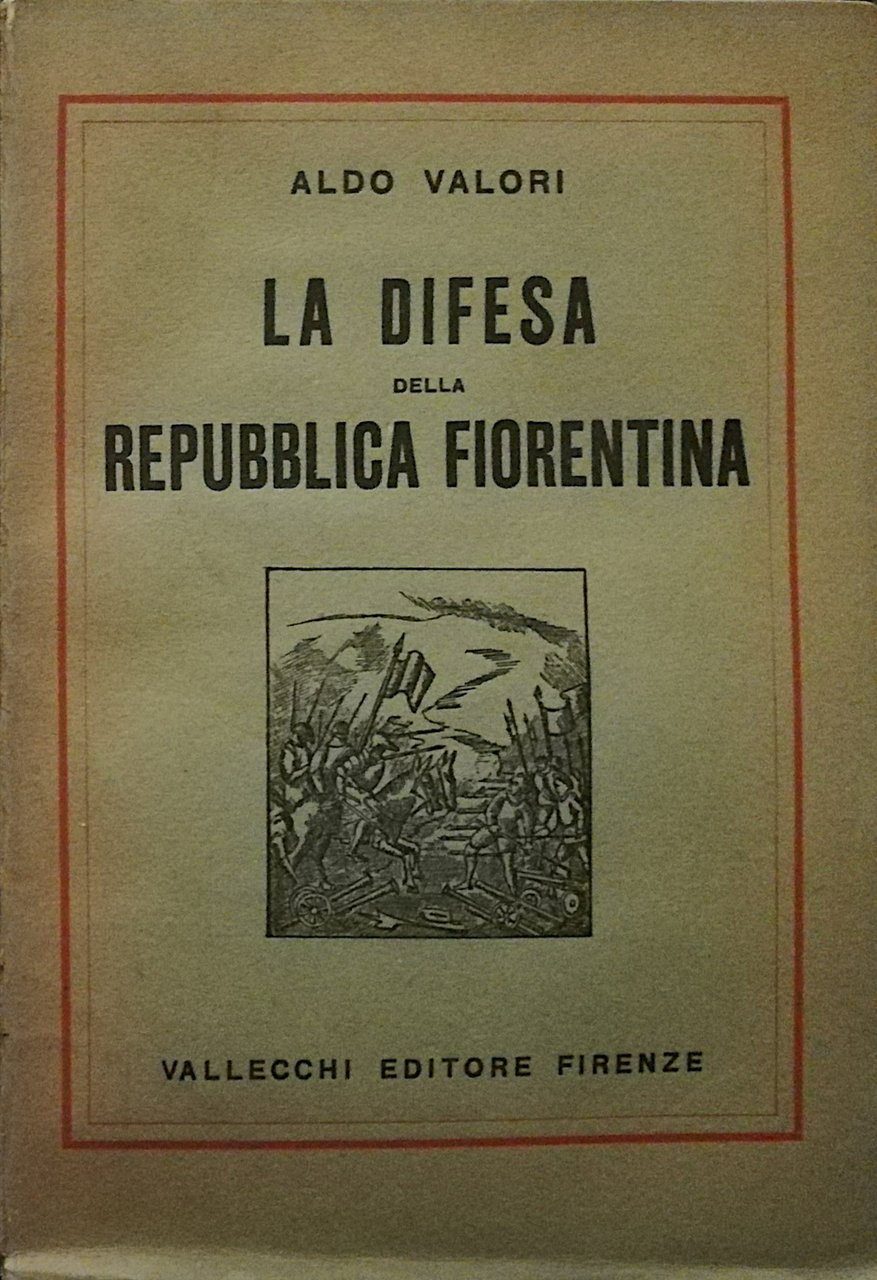 ALDO VALORI
LA DIFESA
DELLA
REPUBBLICA FIORENTINA
VALLECCHI EDITORE FIRENZE